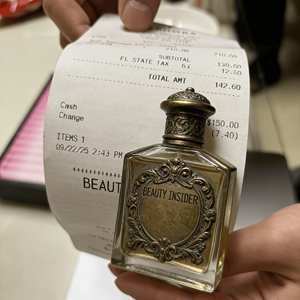 SUBTOTAL 130.00
FL STATE TAX 6% 12.60
TOTAL AMT 142.60
Cash $150.00
Change (7.40)
ITEMS 1
09/22/25 2:43 PM
BEAUT
BEAUTY INSIDER